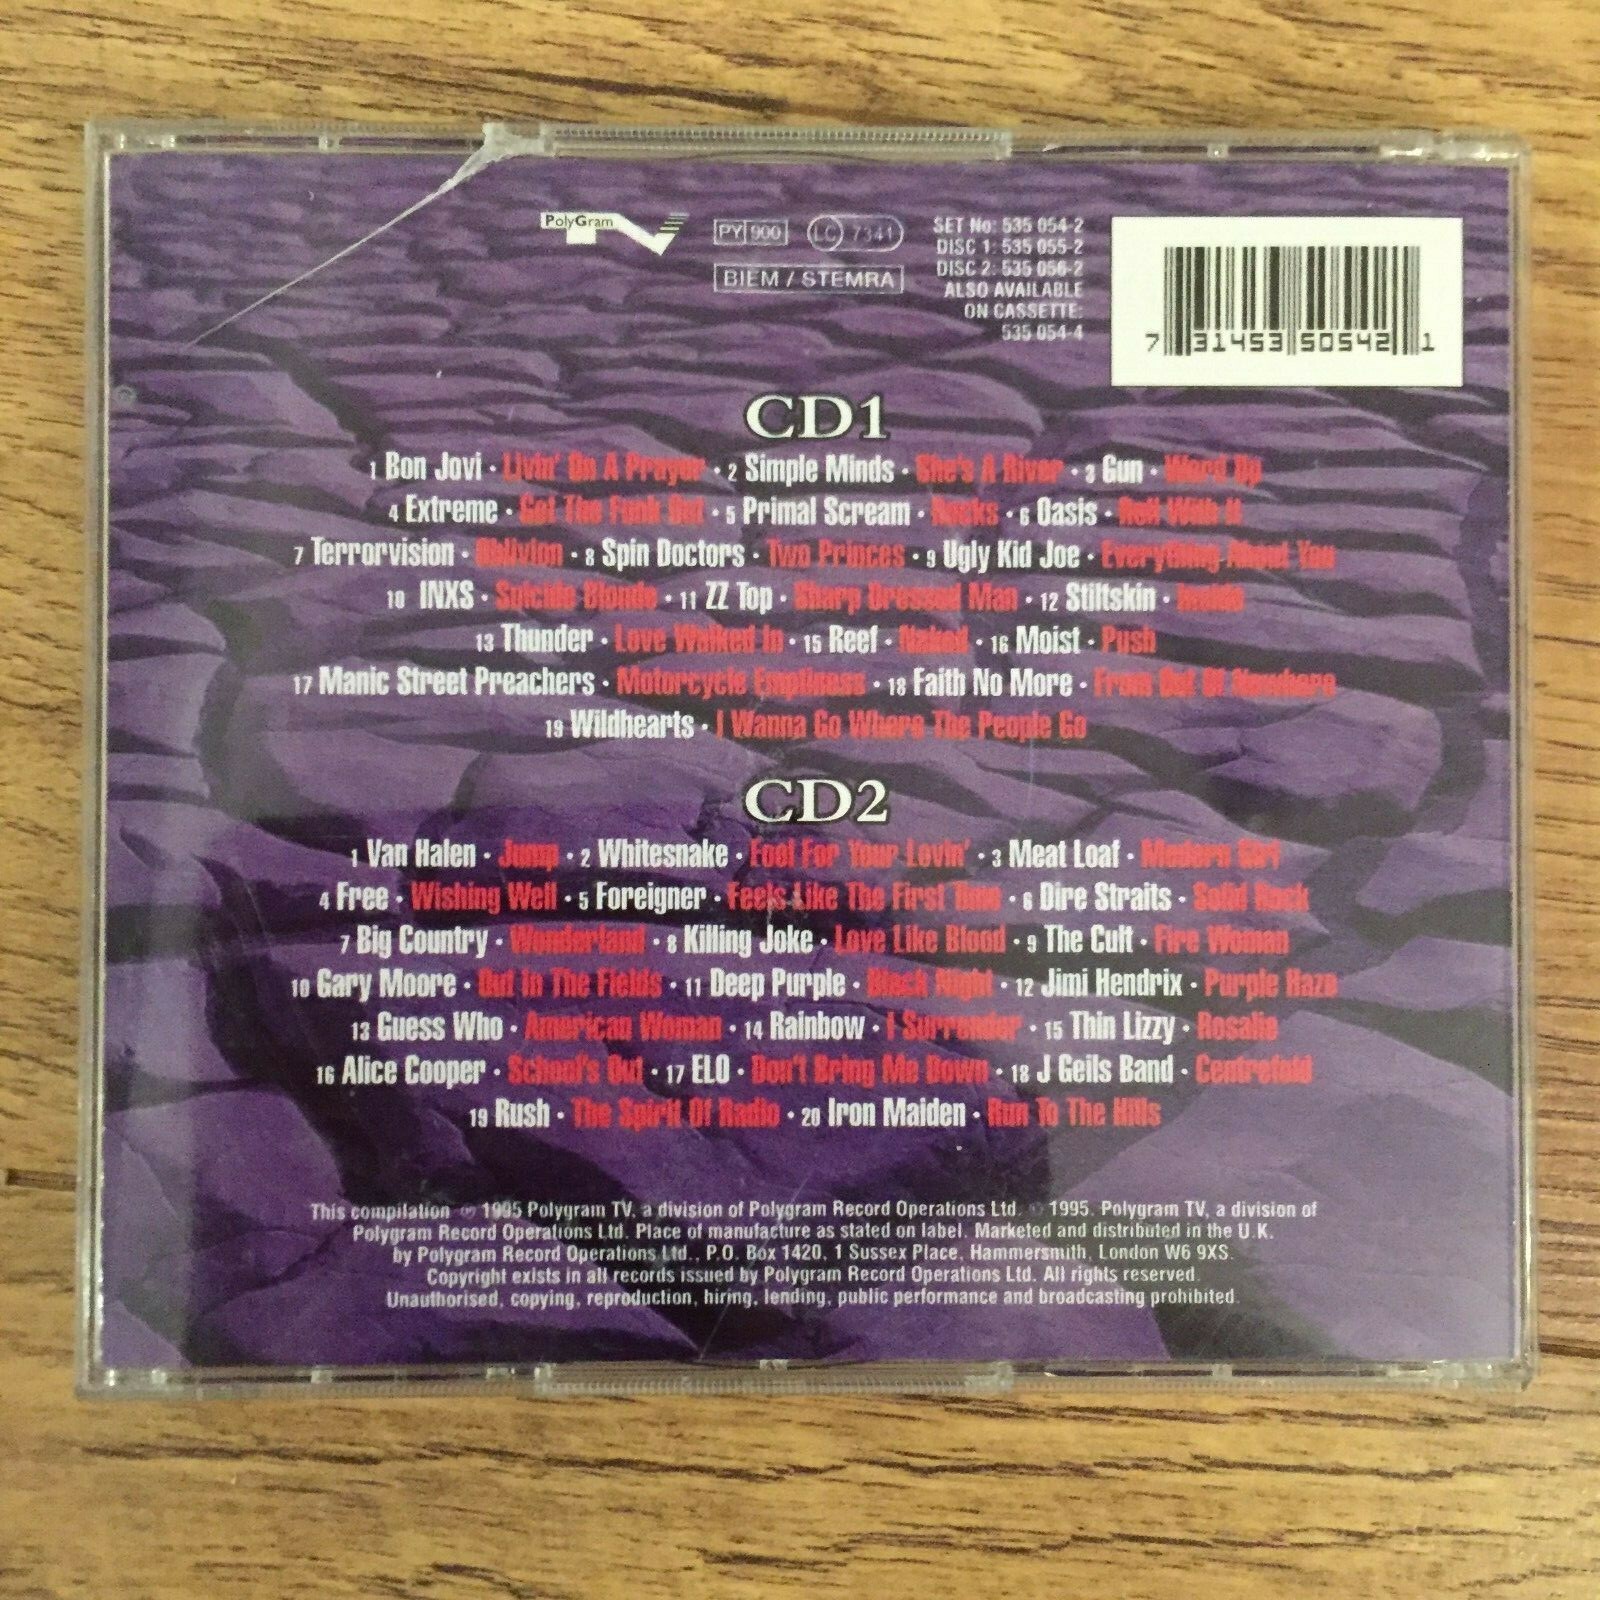 PolyGram
PY 900
LC 7341
BIEM / STEMRA
SET No: 535 054-2
DISC 1: 535 055-2
DISC 2: 535 056-2
ALSO AVAILABLE
ON CASSETTE:
535 054-4
7 31453 50542 1
CD1
1 Bon Jovi • Livin' On A Prayer • 2 Simple Minds • She's A River • 3 Gun • Word Up
4 Extreme • Get The Funk Out • 5 Primal Scream • Rocks • 6 Oasis • Roll With It
7 Terrorvision • Oblivion • 8 Spin Doctors • Two Princes • 9 Ugly Kid Joe • Everything About You
10 INXS • Suicide Blonde • 11 ZZ Top • Sharp Dressed Man • 12 Stiltskin • Inside
13 Thunder • Love Walked In • 15 Reef • Naked • 16 Moist • Push
17 Manic Street Preachers • Motorcycle Emptiness • 18 Faith No More • From Out Of Nowhere
19 Wildhearts • I Wanna Go Where The People Go
CD2
1 Van Halen • Jump • 2 Whitesnake • Fool For Your Lovin' • 3 Meat Loaf • Modern Girl
4 Free • Wishing Well • 5 Foreigner • Feels Like The First Time • 6 Dire Straits • Solid Rock
7 Big Country • Wonderland • 8 Killing Joke • Love Like Blood • 9 The Cult • Fire Woman
10 Gary Moore • Out In The Fields • 11 Deep Purple • Black Night • 12 Jimi Hendrix • Purple Haze
13 Guess Who • American Woman • 14 Rainbow • I Surrender • 15 Thin Lizzy • Rosalie
16 Alice Cooper • School's Out • 17 ELO • Don't Bring Me Down • 18 J Geils Band • Centrefold
19 Rush • The Spirit Of Radio • 20 Iron Maiden • Run To The Hills
This compilation ℗ 1995 Polygram TV, a division of Polygram Record Operations Ltd. © 1995. Polygram TV, a division of
Polygram Record Operations Ltd. Place of manufacture as stated on label. Marketed and distributed in the U.K.
by Polygram Record Operations Ltd., P.O. Box 1420, 1 Sussex Place, Hammersmith, London W6 9XS.
Copyright exists in all records issued by Polygram Record Operations Ltd. All rights reserved.
Unauthorised, copying, reproduction, hiring, lending, public performance and broadcasting prohibited.